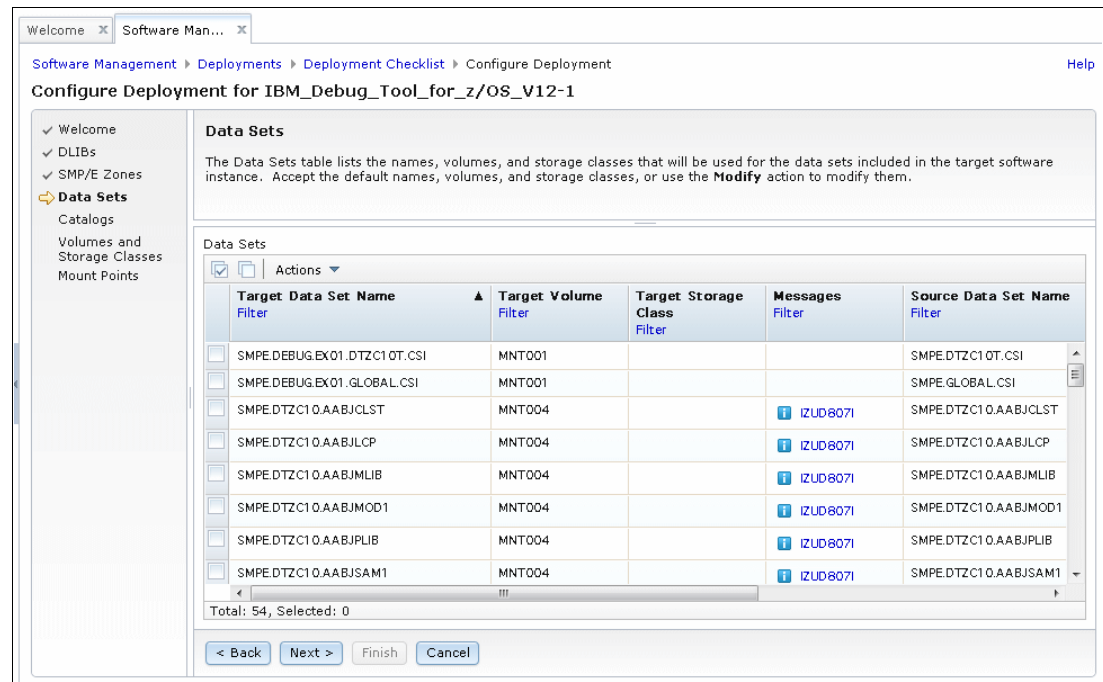 Welcome x Software Man... x
Software Management Deployments Deployment Checklist Configure Deployment Help
Configure Deployment for IBM_Debug_Tool_for_z/OS_V12-1
Welcome
DLIBs
SMP/E Zones
Data Sets
Catalogs
Volumes and
Storage Classes
Mount Points
Data Sets
The Data Sets table lists the names, volumes, and storage classes that will be used for the data sets included in the target software
instance. Accept the default names, volumes, and storage classes, or use the Modify action to modify them.
Data Sets
Actions
Target Data Set Name Target Volume Target Storage Messages Source Data Set Name
Filter Filter Class Filter Filter
Filter
SMPE.DEBUG.EX01.DTZC10T.CSI MNT001 SMPE.DTZC10T.CSI
SMPE.DEBUG.EX01.GLOBAL.CSI MNT001 SMPE.GLOBAL.CSI
SMPE.DTZC10.AABJCLST MNT004 IZUD807I SMPE.DTZC10.AABJCLST
SMPE.DTZC10.AABJLCP MNT004 IZUD807I SMPE.DTZC10.AABJLCP
SMPE.DTZC10.AABJMLIB MNT004 IZUD807I SMPE.DTZC10.AABJMLIB
SMPE.DTZC10.AABJMOD1 MNT004 IZUD807I SMPE.DTZC10.AABJMOD1
SMPE.DTZC10.AABJPLIB MNT004 IZUD807I SMPE.DTZC10.AABJPLIB
SMPE.DTZC10.AABJSAM1 MNT004 IZUD807I SMPE.DTZC10.AABJSAM1
Total: 54, Selected: 0
< Back Next > Finish Cancel